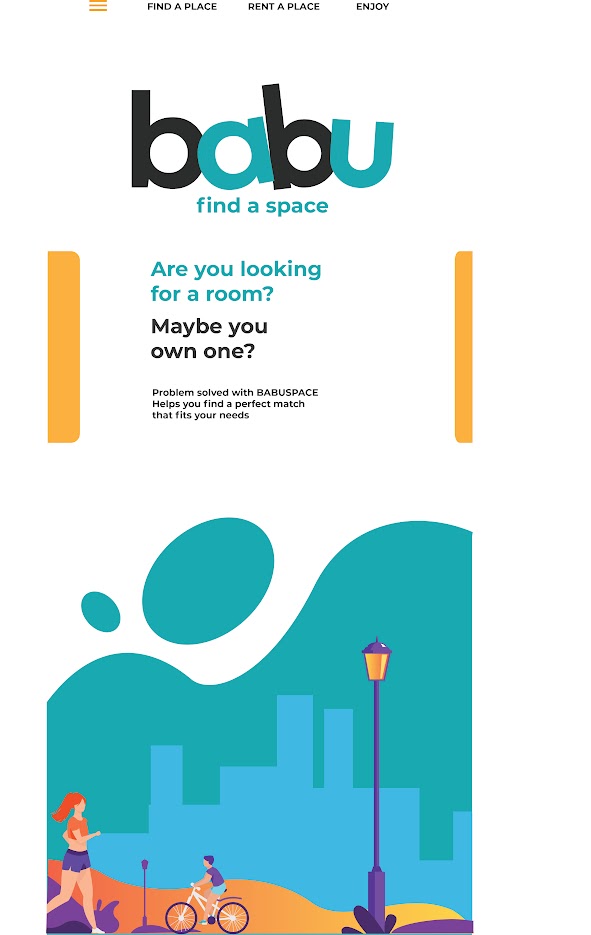 FIND A PLACE RENT A PLACE ENJOY
babu
find a space
Are you looking
for a room?
Maybe you
own one?
Problem solved with BABUSPACE
Helps you find a perfect match
that fits your needs